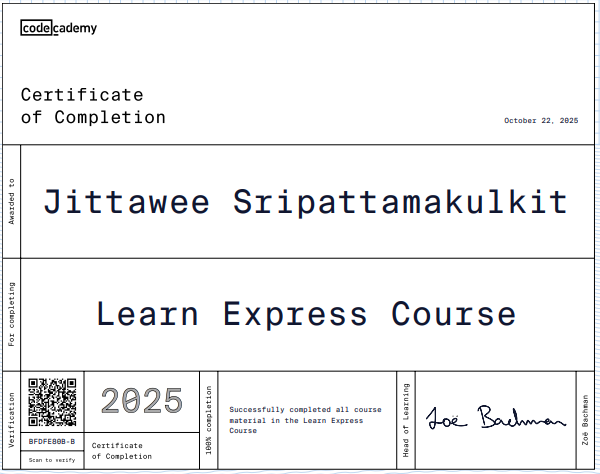 codecademy
Certificate
of Completion
October 22, 2025
Awarded to
Jittawee Sripattamakulkit
For completing
Learn Express Course
Verification
BFDFEB0B-B
Scan to verify
2025
Certificate
of Completion
100% completion
Successfully completed all course
material in the Learn Express
Course
Head of Learning
Zoë Bachman
Zoë Bachman